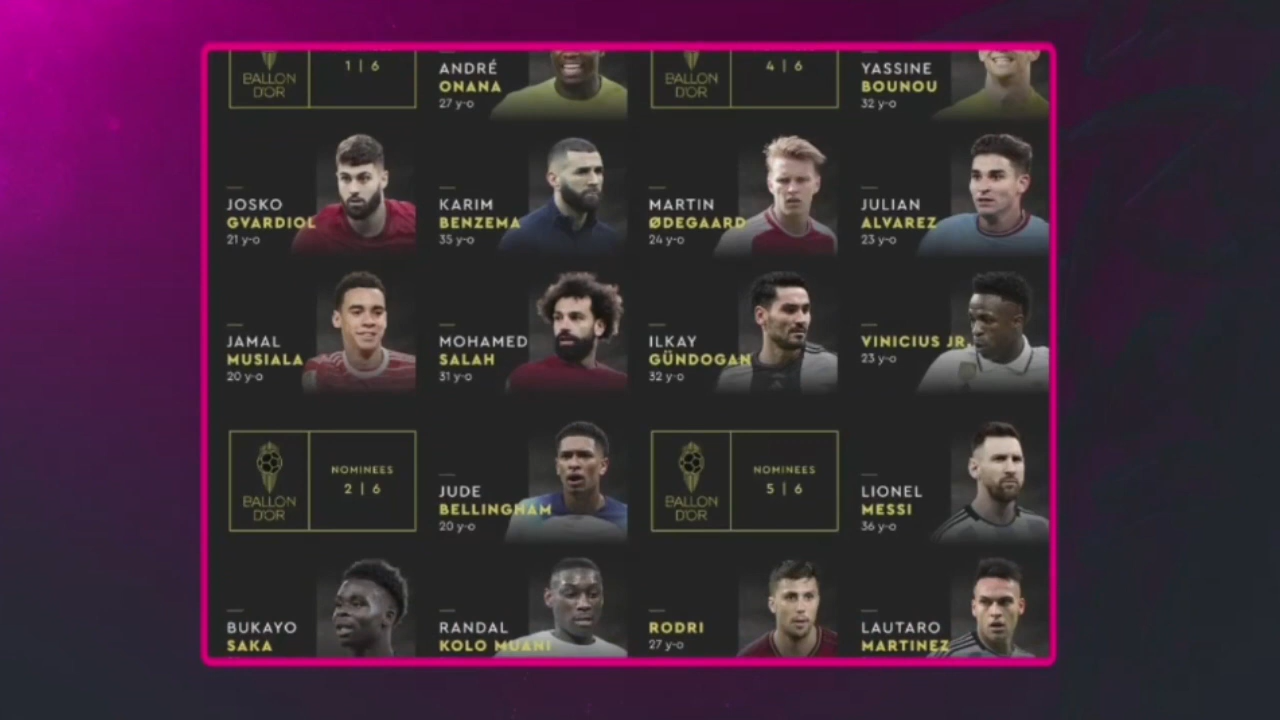 BALLON
D'OR
1 | 6
ANDRÉ
ONANA
27 y-o
BALLON
D'OR
4 | 6
YASSINE
BOUNOU
32 y-o
JOSKO
GVARDIOL
21 y-o
KARIM
BENZEMA
35 y-o
MARTIN
ØDEGAARD
24 y-o
JULIAN
ALVAREZ
23 y-o
JAMAL
MUSIALA
20 y-o
MOHAMED
SALAH
31 y-o
ILKAY
GÜNDOGAN
32 y-o
VINICIUS JR.
23 y-o
BALLON
D'OR
NOMINEES
2 | 6
JUDE
BELLINGHAM
20 y-o
BALLON
D'OR
NOMINEES
5 | 6
LIONEL
MESSI
36 y-o
BUKAYO
SAKA
RANDAL
KOLO MUANI
RODRI
27 y-o
LAUTARO
MARTINEZ